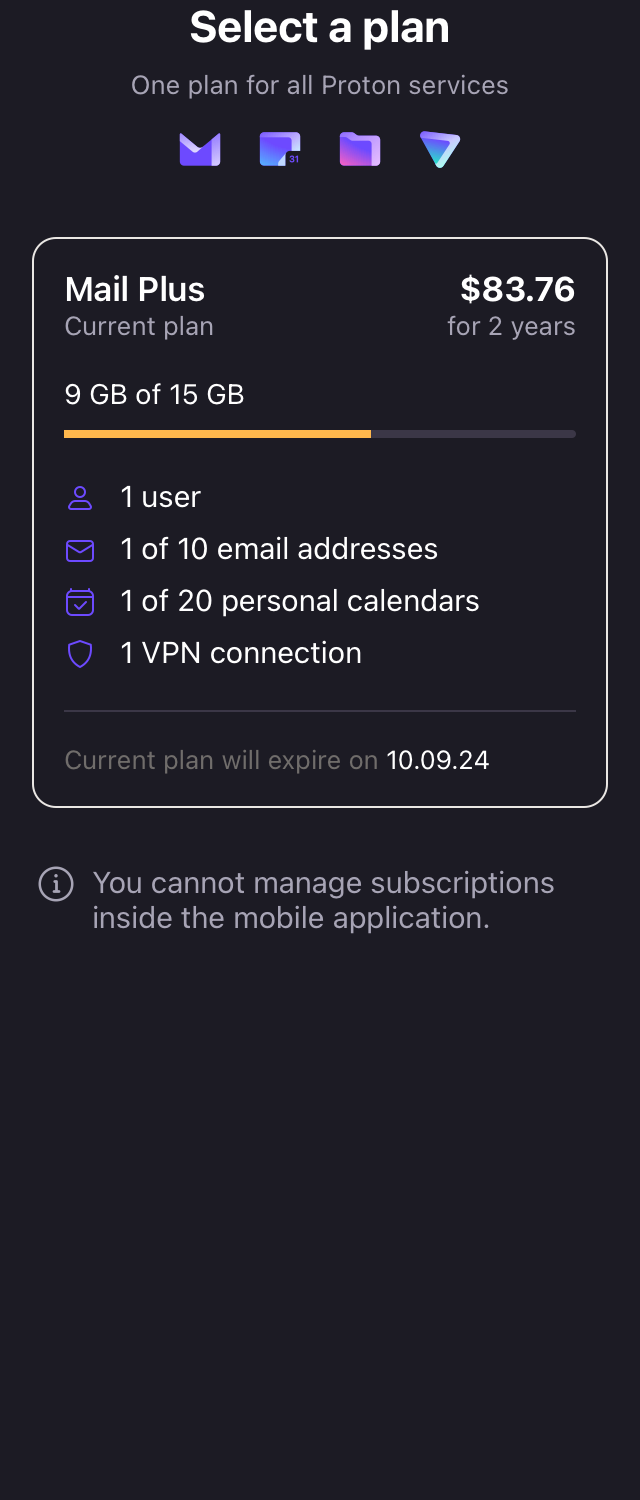 Select a plan
One plan for all Proton services
31
Mail Plus
$83.76
Current plan
for 2 years
9 GB of 15 GB
1 user
1 of 10 email addresses
1 of 20 personal calendars
1 VPN connection
Current plan will expire on 10.09.24
You cannot manage subscriptions
inside the mobile application.